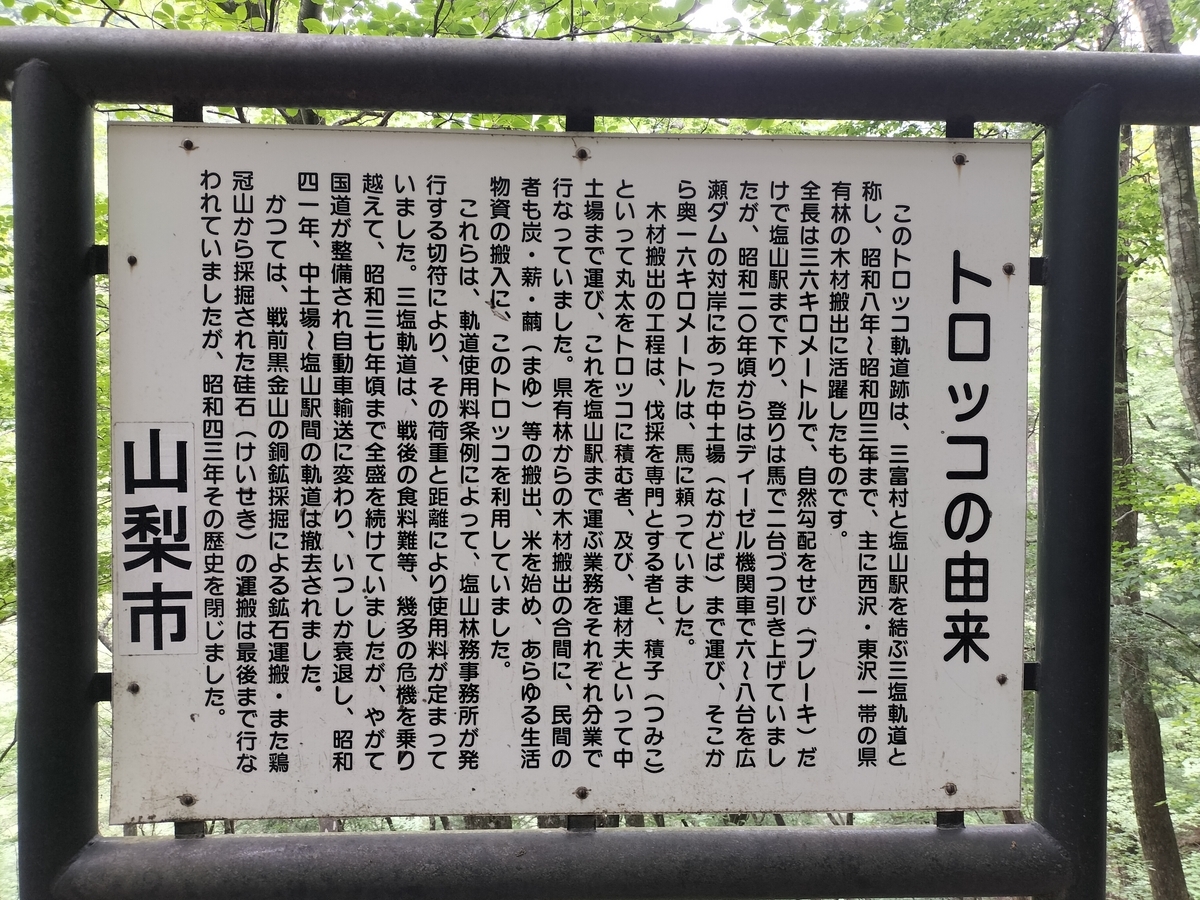 トロッコの由来
このトロッコ軌道跡は、三富村と塩山駅を結ぶ三塩軌道と
称し、昭和八年〜昭和四三年まで、主に西沢・東沢一帯の県
有林の木材搬出に活躍したものです。
全長は三六キロメートルで、自然勾配をせび（ブレーキ）だ
けで塩山駅まで下り、登りは馬で二台づつ引き上げていまし
たが、昭和二〇年頃からはディーゼル機関車で六〜八台を広
瀬ダムの対岸にあった中土場（なかどば）まで運び、そこか
ら奥一六キロメートルは、馬に頼っていました。
木材搬出の工程は、伐採を専門とする者と、積子（つみこ）
といって丸太をトロッコに積む者、及び、運材夫といって中
土場まで運び、これを塩山駅まで運ぶ業務をそれぞれ分業で
行なっていました。県有林からの木材搬出の合間に、民間の
者も炭・薪・繭（まゆ）等の搬出、米を始め、あらゆる生活
物資の搬入に、このトロッコを利用していました。
これらは、軌道使用料条例によって、塩山林務事務所が発
行する切符により、その荷重と距離により使用料が定まって
いました。三塩軌道は、戦後の食料難等、幾多の危機を乗り
越えて、昭和三七年頃まで全盛を続けていましたが、やがて
国道が整備され自動車輸送に変わり、いつしか衰退し、昭和
四一年、中土場〜塩山駅間の軌道は撤去されました。
かつては、戦前黒金山の銅鉱採掘による鉱石運搬・また鶏
冠山から採掘された硅石（けいせき）の運搬は最後まで行な
われていましたが、昭和四三年その歴史を閉じました。
山梨市